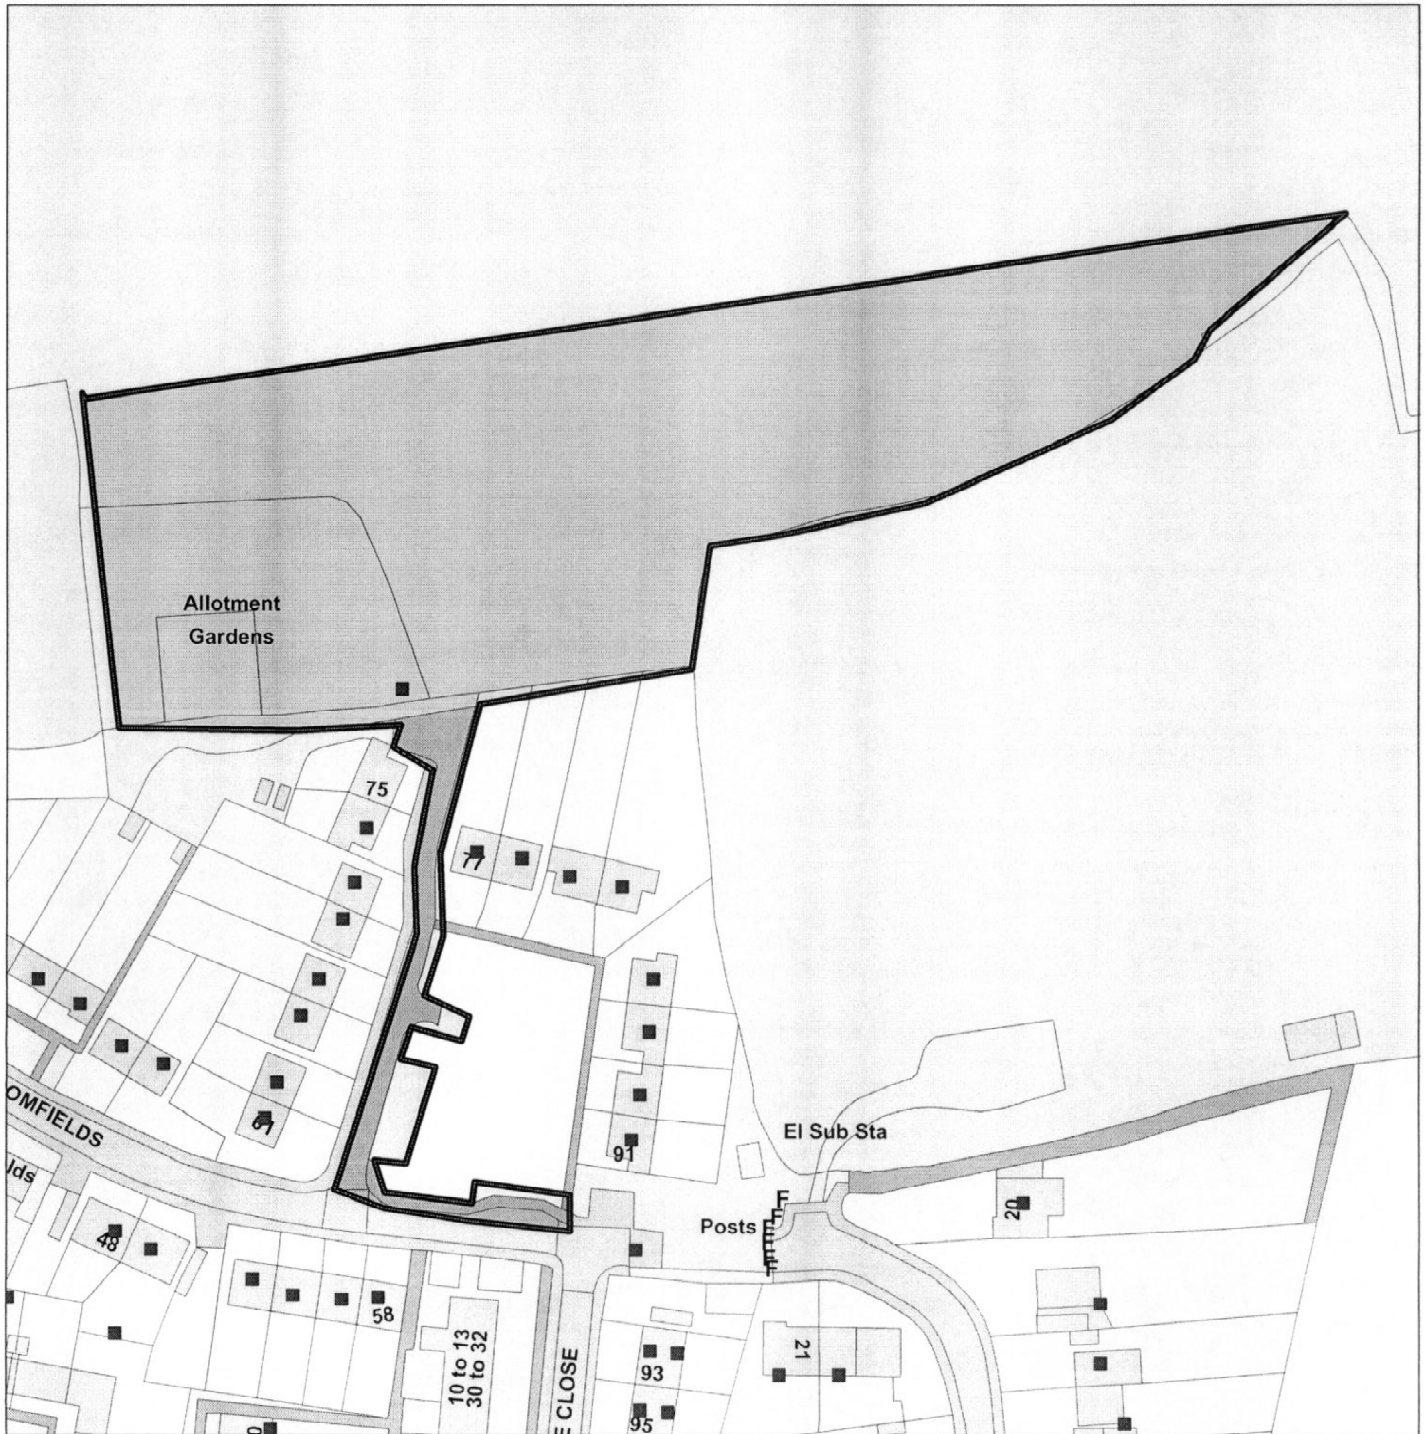 Allotment
Gardens
75
77
61
91
El Sub Sta
OMFIELDS
lds
Posts
F
F
F
F
F
F
F
20
48
58
10 to 13
30 to 32
E CLOSE
93
95
21